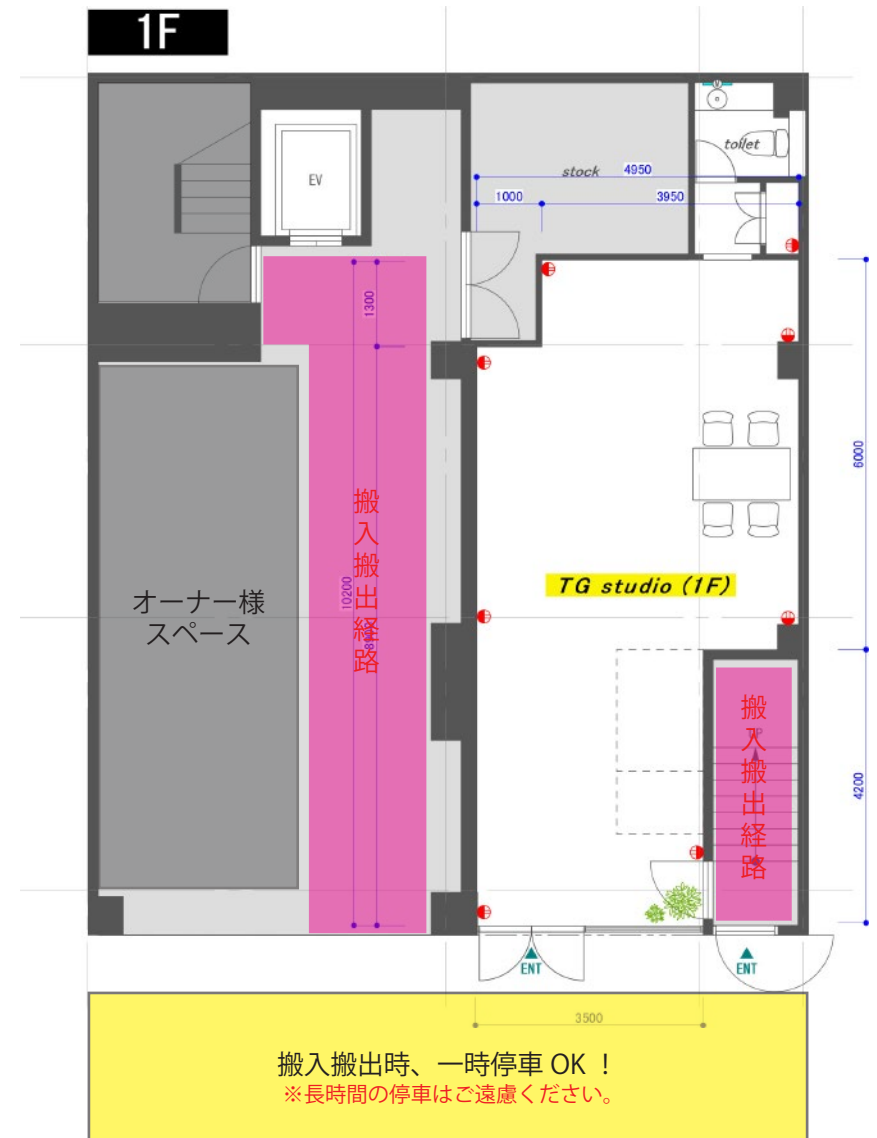 1F
EV
toilet
stock
4950
1000
3950
1300
6000
搬入搬出経路
10200
オーナー様
スペース
TG studio (1F)
搬入搬出経路
UP
4200
ENT
ENT
3500
搬入搬出時、一時停車 OK ！
※長時間の停車はご遠慮ください。